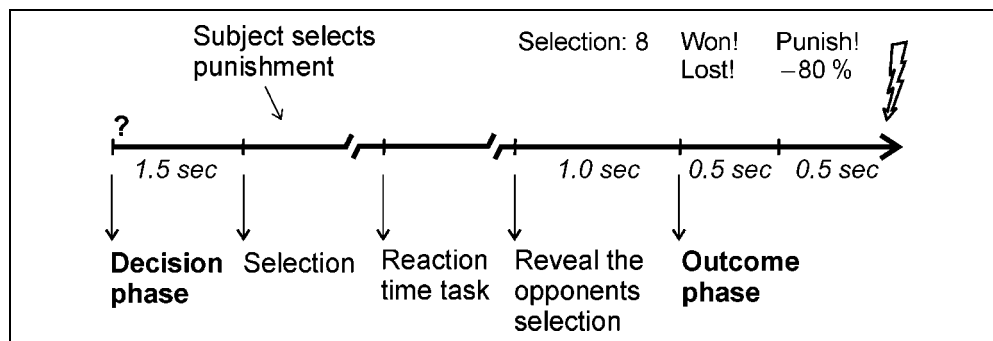 Subject selects
punishment
Selection: 8 Won! Punish!
Lost! −80 %
?
1.5 sec 1.0 sec 0.5 sec 0.5 sec
Decision
phase
Selection
Reaction
time task
Reveal the
opponents
selection
Outcome
phase